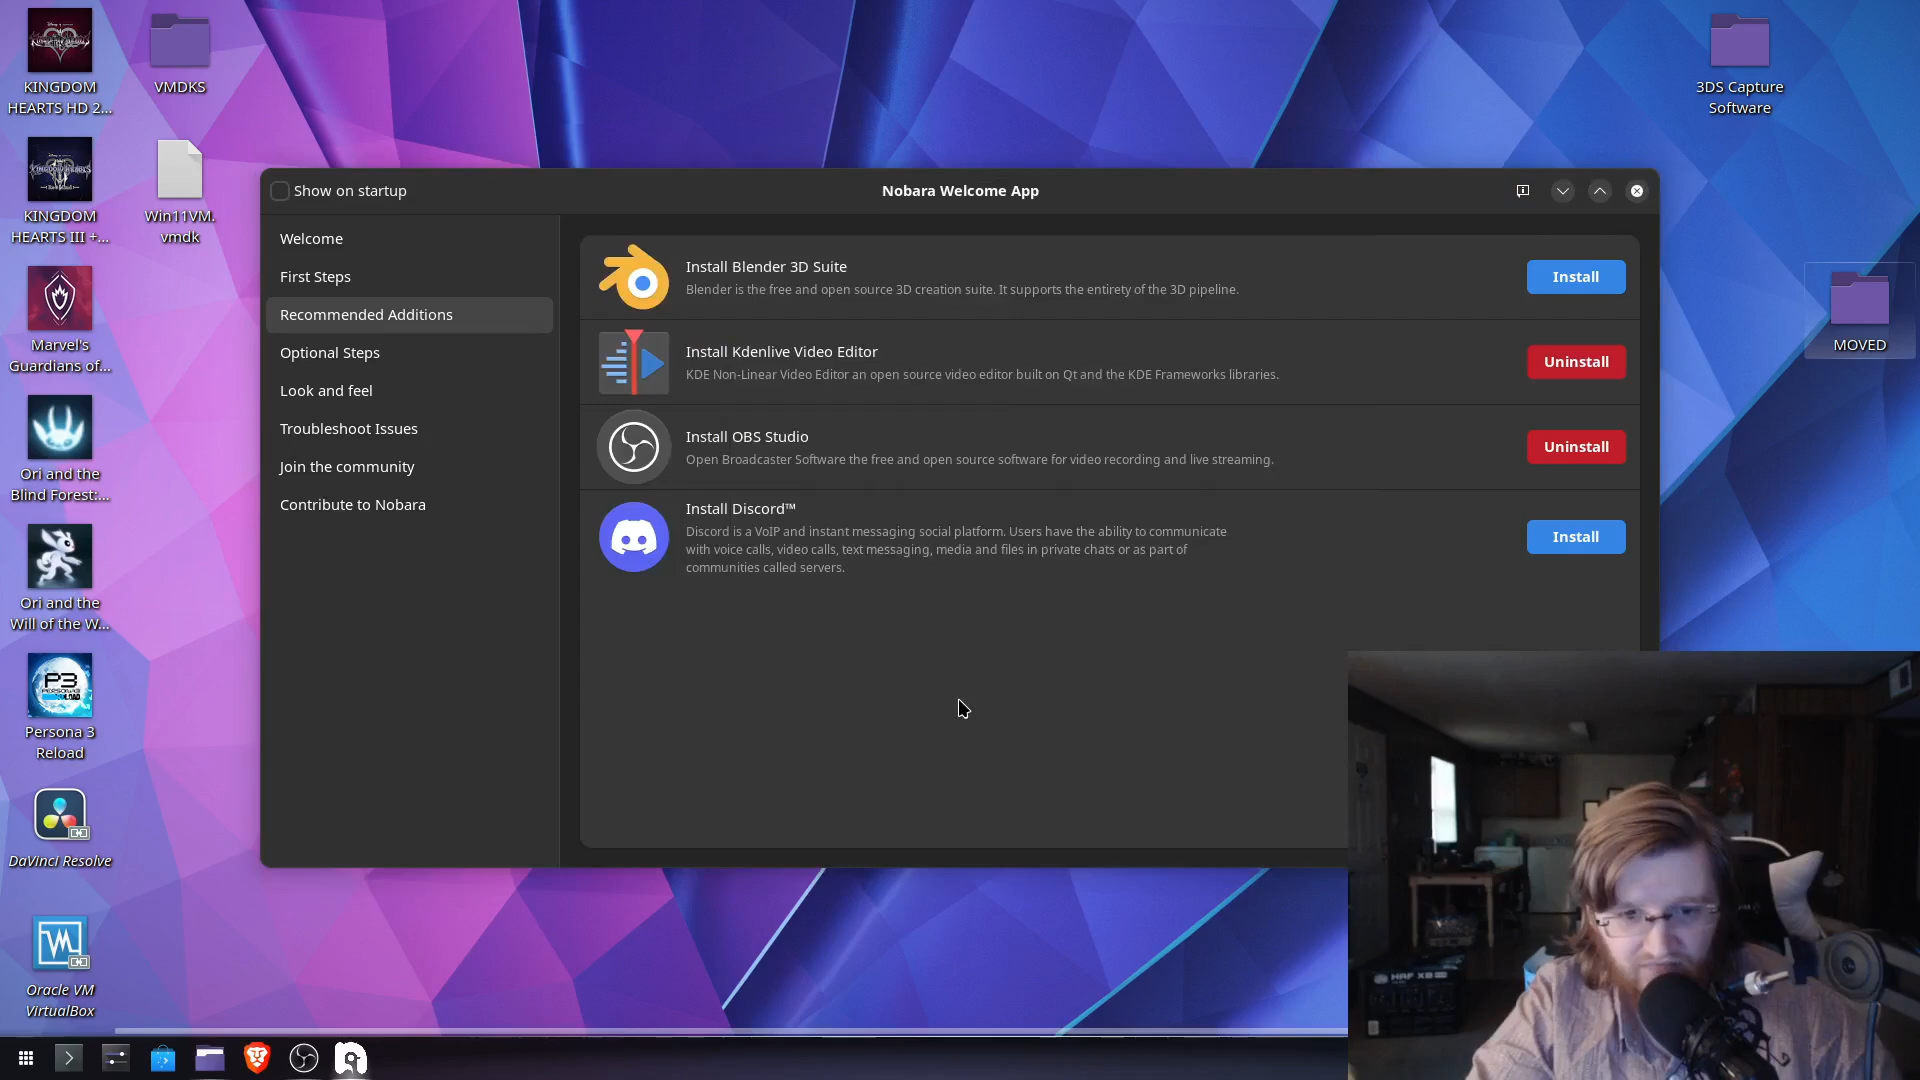 KINGDOM
HEARTS HD 2...
VMDKS
3DS Capture
Software
KINGDOM
HEARTS III +...
Win11VM.
vmdk
Marvel's
Guardians of...
MOVED
Ori and the
Blind Forest:...
Ori and the
Will of the W...
P3
Persona 3
Reload
DaVinci Resolve
Oracle VM
VirtualBox
Show on startup
Nobara Welcome App
Welcome
First Steps
Recommended Additions
Optional Steps
Look and feel
Troubleshoot Issues
Join the community
Contribute to Nobara
Install Blender 3D Suite
Blender is the free and open source 3D creation suite. It supports the entirety of the 3D pipeline.
Install
Install Kdenlive Video Editor
KDE Non-Linear Video Editor an open source video editor built on Qt and the KDE Frameworks libraries.
Uninstall
Install OBS Studio
Open Broadcaster Software the free and open source software for video recording and live streaming.
Uninstall
Install Discord™
Discord is a VoIP and instant messaging social platform. Users have the ability to communicate
with voice calls, video calls, text messaging, media and files in private chats or as part of
communities called servers.
Install
HAF XB